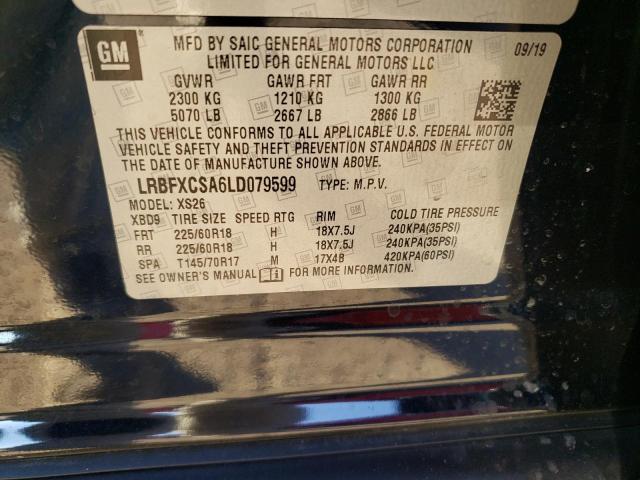 GM
MFD BY SAIC GENERAL MOTORS CORPORATION 09/19
LIMITED FOR GENERAL MOTORS LLC
GVWR GAWR FRT GAWR RR
2300 KG 1210 KG 1300 KG
5070 LB 2667 LB 2866 LB
THIS VEHICLE CONFORMS TO ALL APPLICABLE U.S. FEDERAL MOTOR
VEHICLE SAFETY AND THEFT PREVENTION STANDARDS IN EFFECT ON
THE DATE OF MANUFACTURE SHOWN ABOVE.
LRBFXCSA6LD079599 TYPE: M.P.V.
MODEL: XS26
XBD9 TIRE SIZE SPEED RTG RIM COLD TIRE PRESSURE
FRT 225/60R18 H 18X7.5J 240KPA(35PSI)
RR 225/60R18 H 18X7.5J 240KPA(35PSI)
SPA T145/70R17 M 17X4B 420KPA(60PSI)
SEE OWNER'S MANUAL FOR MORE INFORMATION